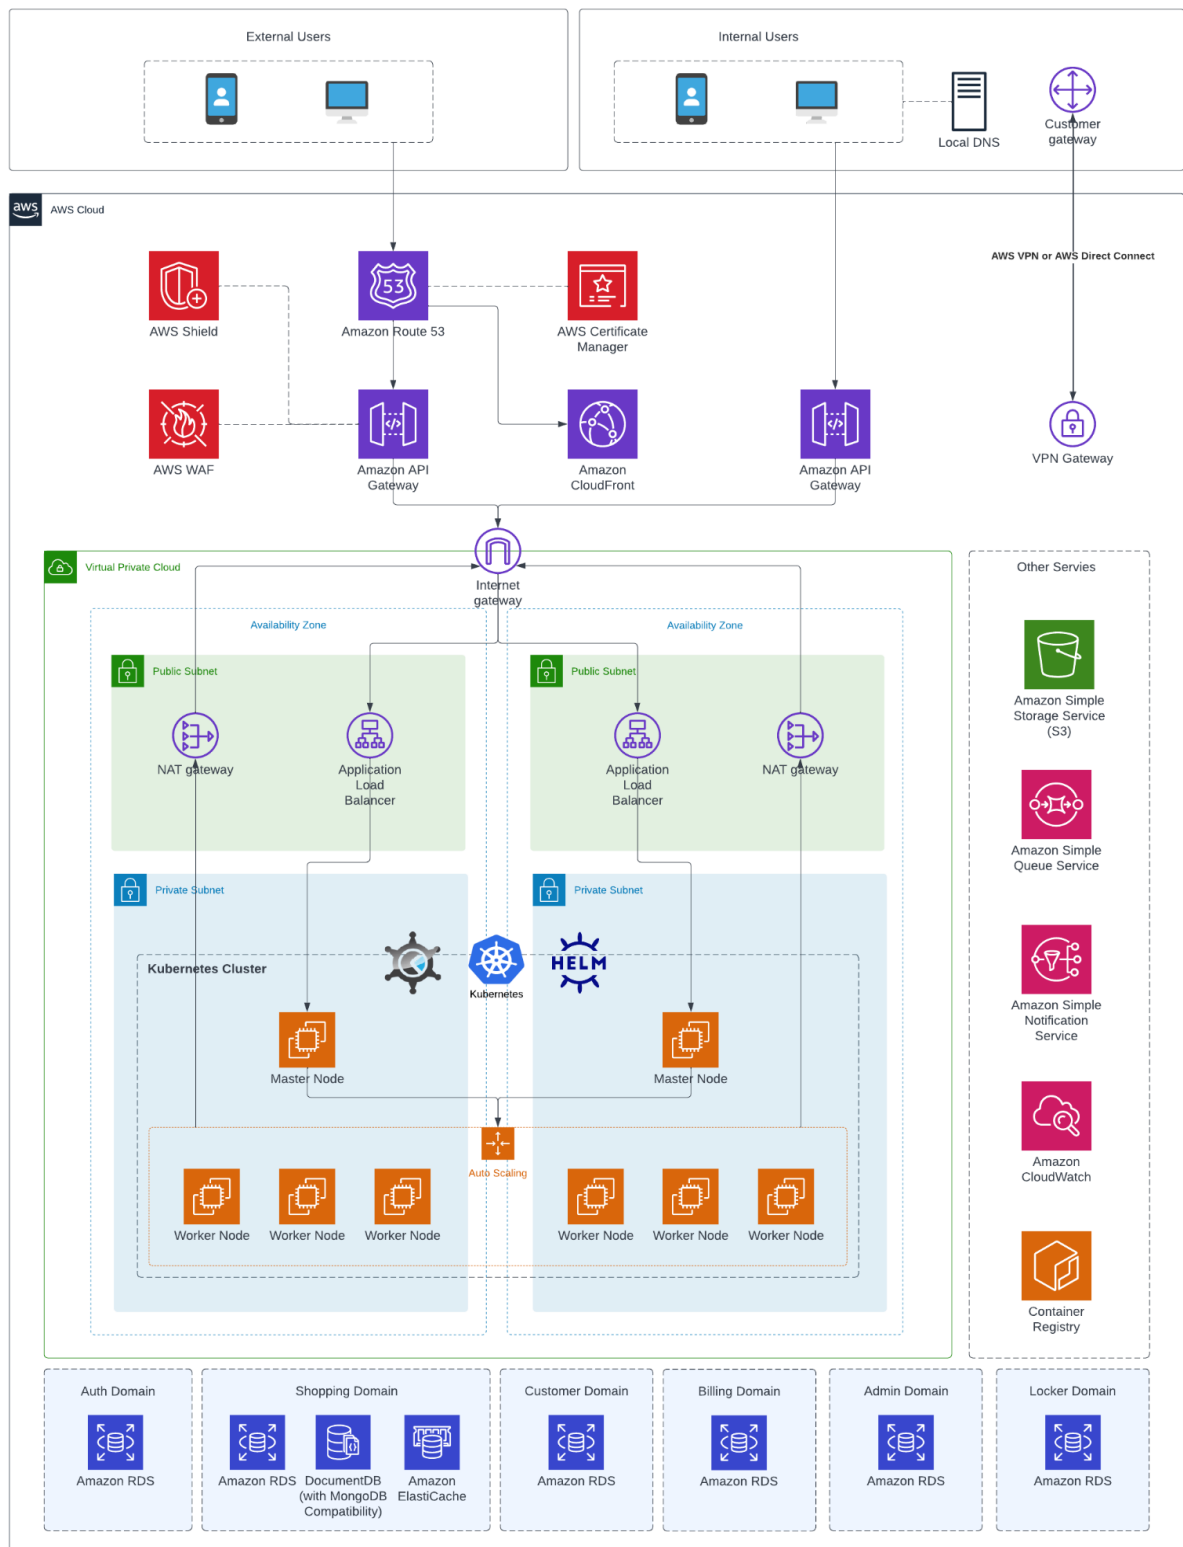 External Users
Internal Users
Local DNS
Customer
gateway
aws
AWS Cloud
AWS VPN or AWS Direct Connect
AWS Shield
53
Amazon Route 53
AWS Certificate
Manager
AWS WAF
Amazon API
Gateway
Amazon
CloudFront
Amazon API
Gateway
VPN Gateway
Virtual Private Cloud
Internet
gateway
Other Servies
Availability Zone
Availability Zone
Public Subnet
Public Subnet
Amazon Simple
Storage Service
(S3)
NAT gateway
Application
Load
Balancer
Application
Load
Balancer
NAT gateway
Amazon Simple
Queue Service
Private Subnet
Private Subnet
Kubernetes Cluster
Kubernetes
HELM
Amazon Simple
Notification
Service
Master Node
Master Node
Auto Scaling
Amazon
CloudWatch
Worker Node
Worker Node
Worker Node
Worker Node
Worker Node
Worker Node
Container
Registry
Auth Domain
Shopping Domain
Customer Domain
Billing Domain
Admin Domain
Locker Domain
Amazon RDS
Amazon RDS
DocumentDB
(with MongoDB
Compatibility)
Amazon
ElastiCache
Amazon RDS
Amazon RDS
Amazon RDS
Amazon RDS